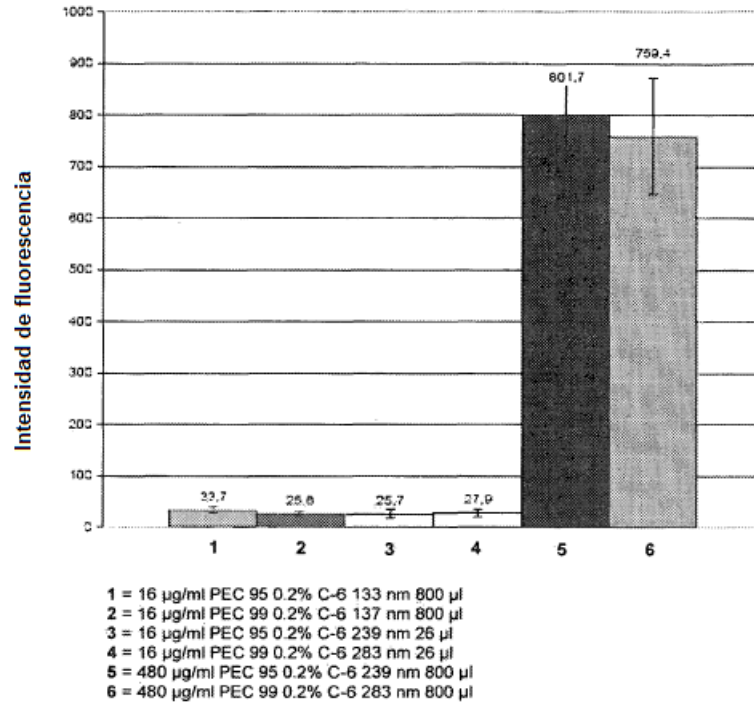 1000
900
800
700
600
500
400
300
200
100
0
Intensidad de fluorescencia
25,7
27,9
801,7
759,4
1 2 3 4 5 6
1 = 16 µg/ml PEC 95 0.2% C-6 133 nm 800 µl
2 = 16 µg/ml PEC 99 0.2% C-6 137 nm 800 µl
3 = 16 µg/ml PEC 95 0.2% C-6 239 nm 26 µl
4 = 16 µg/ml PEC 99 0.2% C-6 283 nm 26 µl
5 = 480 µg/ml PEC 95 0.2% C-6 239 nm 800 µl
6 = 480 µg/ml PEC 99 0.2% C-6 283 nm 800 µl